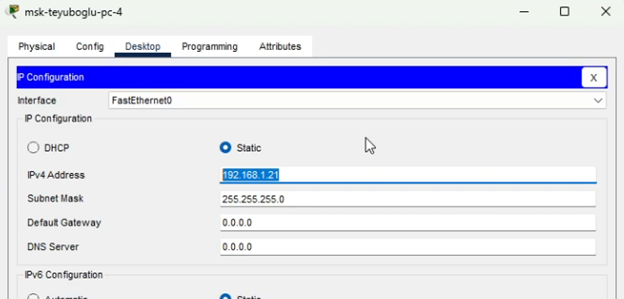 msk-teyuboglu-pc-4
Physical Config Desktop Programming Attributes
IP Configuration X
Interface FastEthernet0
IP Configuration
DHCP Static
IPv4 Address 192.168.1.21
Subnet Mask 255.255.255.0
Default Gateway 0.0.0.0
DNS Server 0.0.0.0
IPv6 Configuration
Automatic Static